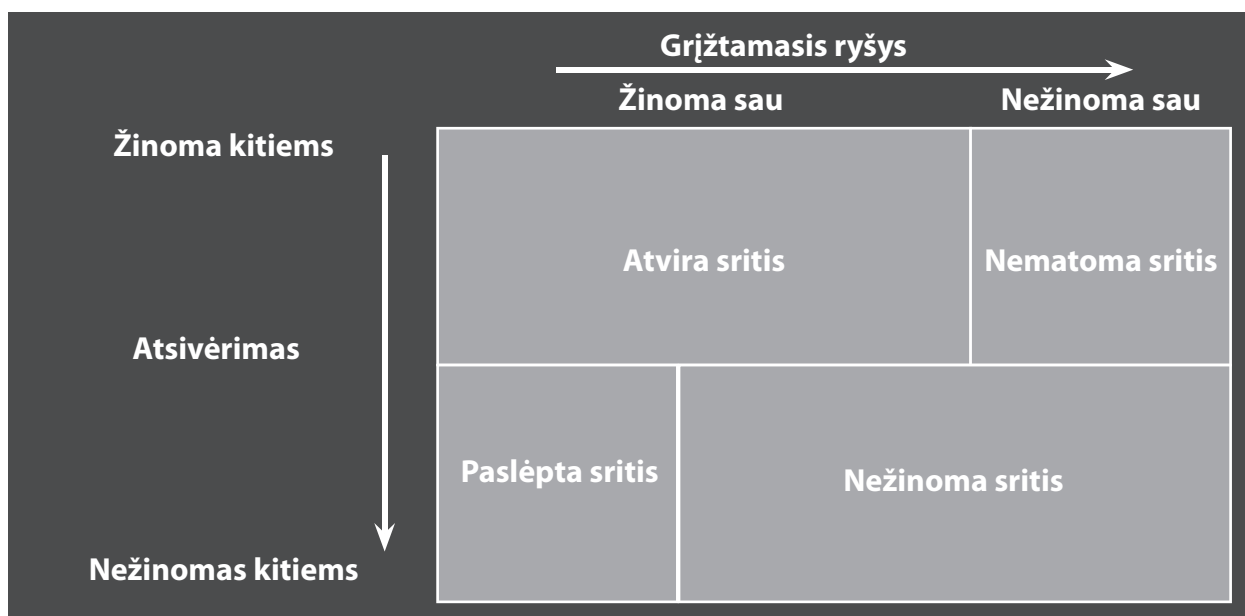 Grįžtamasis ryšys
Žinoma sau
Nežinoma sau
Žinoma kitiems
Atvira sritis
Nematoma sritis
Atsivėrimas
Paslėpta sritis
Nežinoma sritis
Nežinomas kitiems